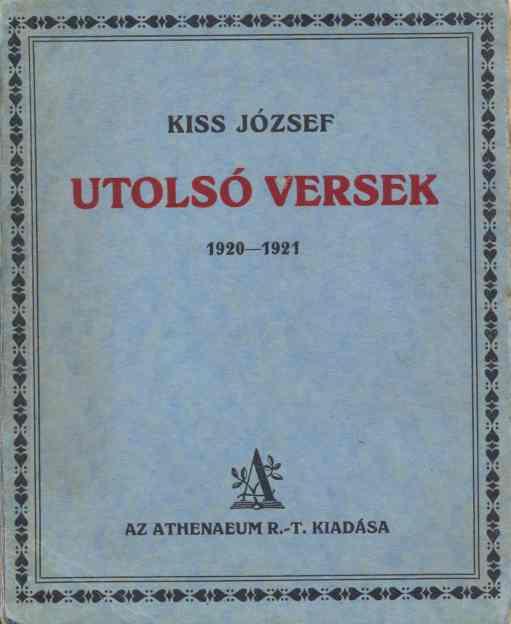 KISS JÓZSEF
UTOLSÓ VERSEK
1920—1921
A
AZ ATHENAEUM R.-T. KIADÁSA